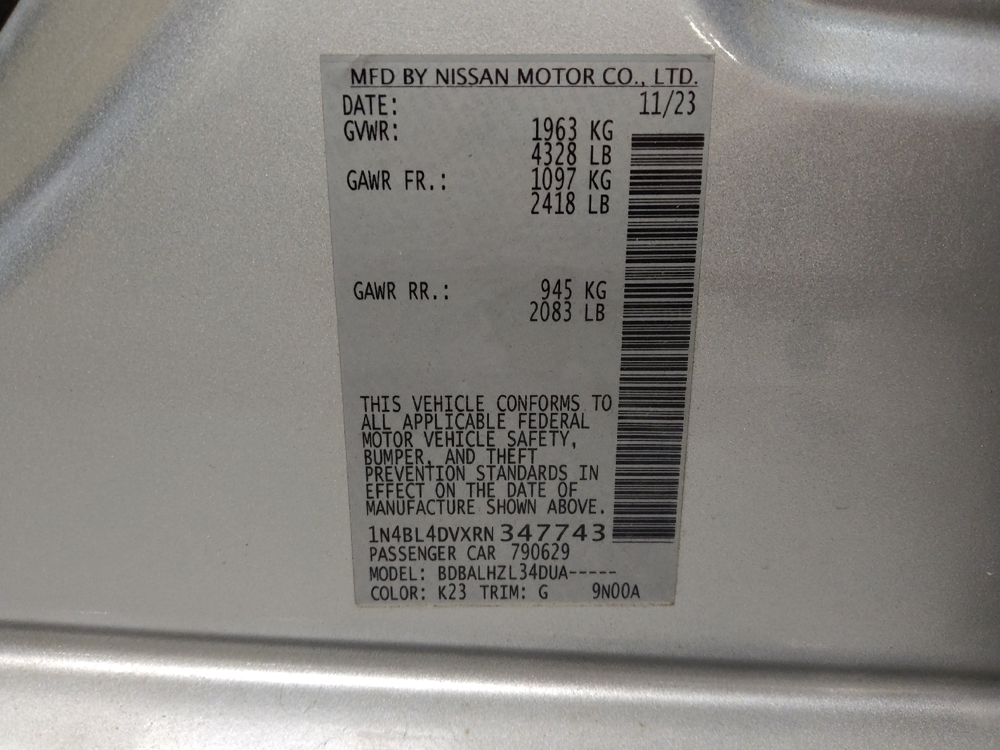 MFD BY NISSAN MOTOR CO., LTD.
DATE: 11/23
GVWR: 1963 KG
4328 LB
GAWR FR.: 1097 KG
2418 LB
GAWR RR.: 945 KG
2083 LB
THIS VEHICLE CONFORMS TO
ALL APPLICABLE FEDERAL
MOTOR VEHICLE SAFETY,
BUMPER, AND THEFT
PREVENTION STANDARDS IN
EFFECT ON THE DATE OF
MANUFACTURE SHOWN ABOVE.
1N4BL4DVXRN 347743
PASSENGER CAR 790629
MODEL: BDBALHZL34DUA-----
COLOR: K23 TRIM: G 9N00A